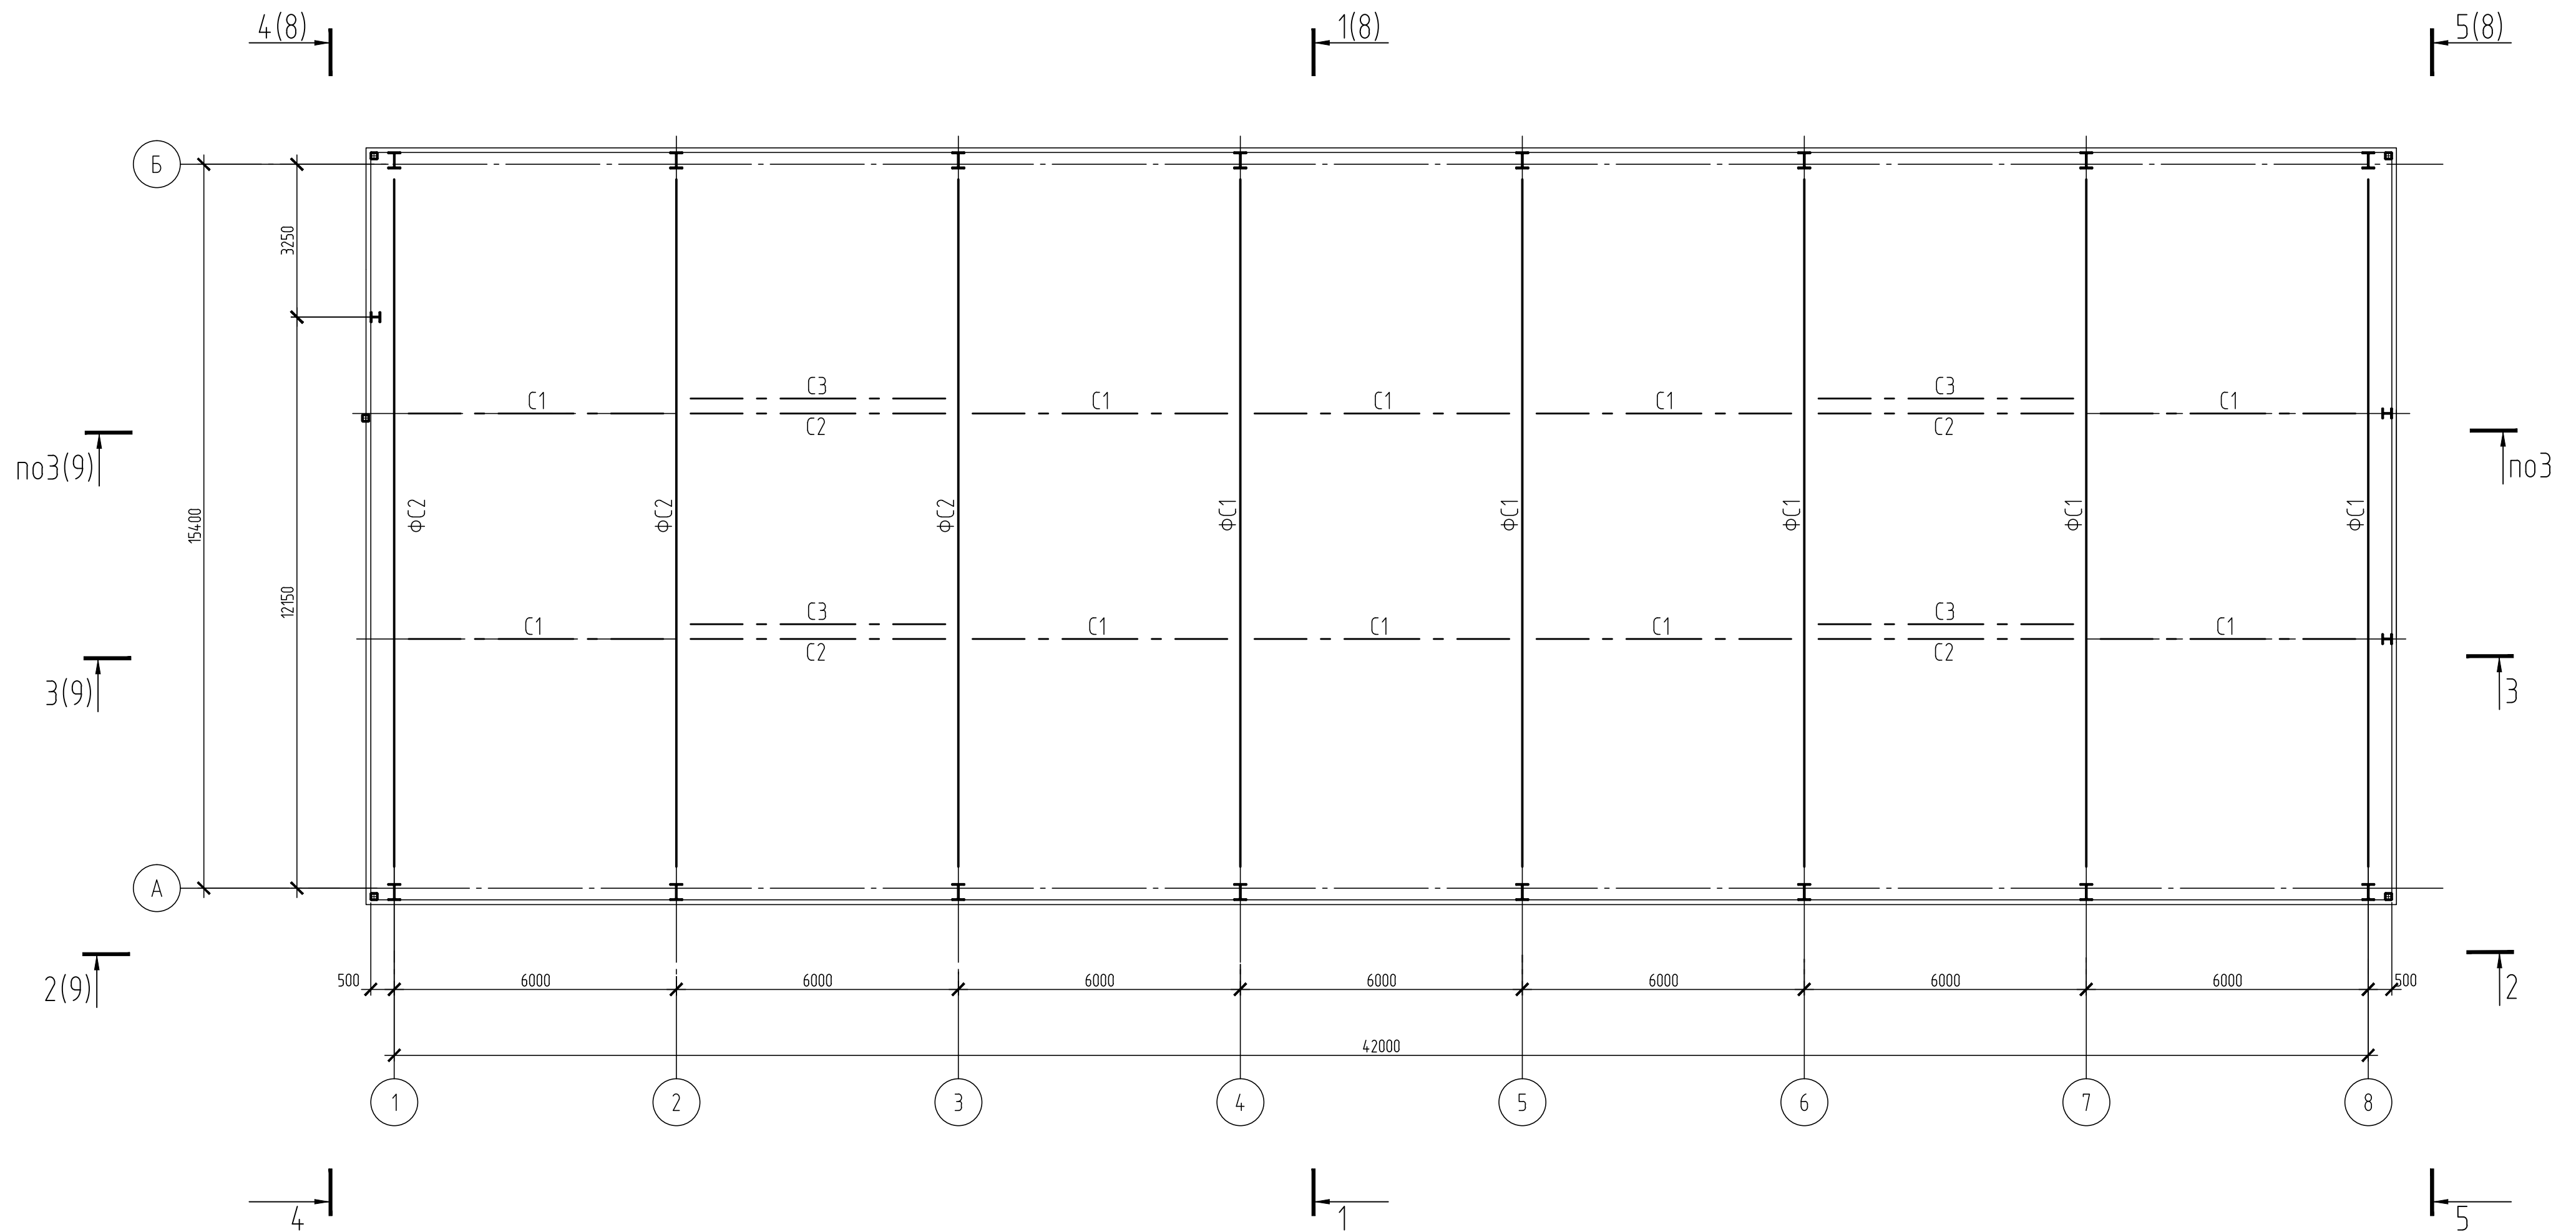 4(8) 1(8) 5(8)
Б
3250
С3 С3
С1 С1 С1 С1 С1
С2 С2
по3(9) по3
15400
ФС2 ФС2 ФС2 ФС1 ФС1 ФС1 ФС1 ФС1
12150
С3 С3
С1 С1 С1 С1 С1
С2 С2
3(9) 3
А
2(9) 2
500 6000 6000 6000 6000 6000 6000 6000 500
42000
1 2 3 4 5 6 7 8
4 1 5